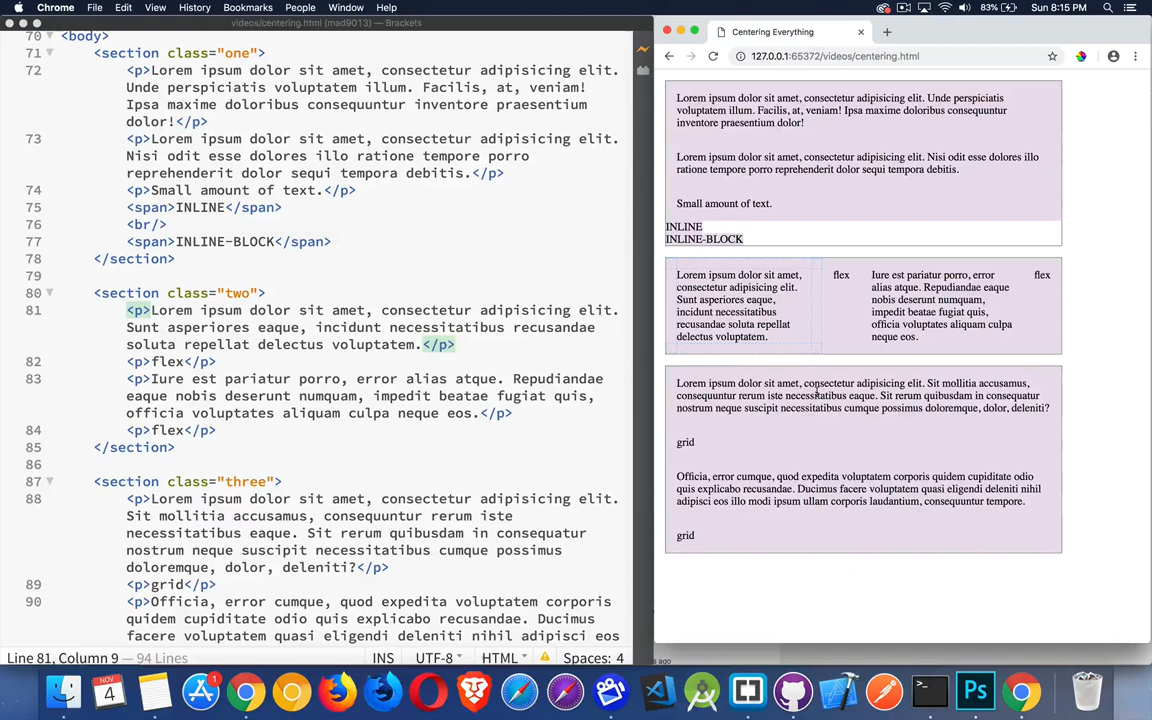 Chrome File Edit View History Bookmarks People Window Help 83% Sun 8:15 PM
videos/centering.html (mad9013) — Brackets
70 <body>
71 <section class="one">
72 <p>Lorem ipsum dolor sit amet, consectetur adipisicing elit.
Unde perspiciatis voluptatem illum. Facilis, at, veniam!
Ipsa maxime doloribus consequuntur inventore praesentium
dolor!</p>
73 <p>Lorem ipsum dolor sit amet, consectetur adipisicing elit.
Nisi odit esse dolores illo ratione tempore porro
reprehenderit dolor sequi tempora debitis.</p>
74 <p>Small amount of text.</p>
75 <span>INLINE</span>
76 <br/>
77 <span>INLINE-BLOCK</span>
78 </section>
79
80 <section class="two">
81 <p>Lorem ipsum dolor sit amet, consectetur adipisicing elit.
Sunt asperiores eaque, incidunt necessitatibus recusandae
soluta repellat delectus voluptatem.</p>
82 <p>flex</p>
83 <p>Iure est pariatur porro, error alias atque. Repudiandae
eaque nobis deserunt numquam, impedit beatae fugiat quis,
officia voluptates aliquam culpa neque eos.</p>
84 <p>flex</p>
85 </section>
86
87 <section class="three">
88 <p>Lorem ipsum dolor sit amet, consectetur adipisicing elit.
Sit mollitia accusamus, consequuntur rerum iste
necessitatibus eaque. Sit rerum quibusdam in consequatur
nostrum neque suscipit necessitatibus cumque possimus
doloremque, dolor, deleniti?</p>
89 <p>grid</p>
90 <p>Officia, error cumque, quod expedita voluptatem corporis
quidem cupiditate odio quis explicabo recusandae. Ducimus
facere voluptatem quasi eligendi deleniti nihil adipisci eos
Line 81, Column 9 — 94 Lines INS UTF-8 HTML Spaces: 4
Centering Everything
127.0.0.1:65372/videos/centering.html
Lorem ipsum dolor sit amet, consectetur adipisicing elit. Unde perspiciatis
voluptatem illum. Facilis, at, veniam! Ipsa maxime doloribus consequuntur
inventore praesentium dolor!
Lorem ipsum dolor sit amet, consectetur adipisicing elit. Nisi odit esse dolores illo
ratione tempore porro reprehenderit dolor sequi tempora debitis.
Small amount of text.
INLINE
INLINE-BLOCK
Lorem ipsum dolor sit amet,
consectetur adipisicing elit.
Sunt asperiores eaque,
incidunt necessitatibus
recusandae soluta repellat
delectus voluptatem.
flex
Iure est pariatur porro, error
alias atque. Repudiandae eaque
nobis deserunt numquam,
impedit beatae fugiat quis,
officia voluptates aliquam culpa
neque eos.
flex
Lorem ipsum dolor sit amet, consectetur adipisicing elit. Sit mollitia accusamus,
consequuntur rerum iste necessitatibus eaque. Sit rerum quibusdam in consequatur
nostrum neque suscipit necessitatibus cumque possimus doloremque, dolor, deleniti?
grid
Officia, error cumque, quod expedita voluptatem corporis quidem cupiditate odio
quis explicabo recusandae. Ducimus facere voluptatem quasi eligendi deleniti nihil
adipisci eos illo modi ipsum ullam corporis laudantium, consequuntur tempore.
grid
s ago
NOV
4
1
Ps